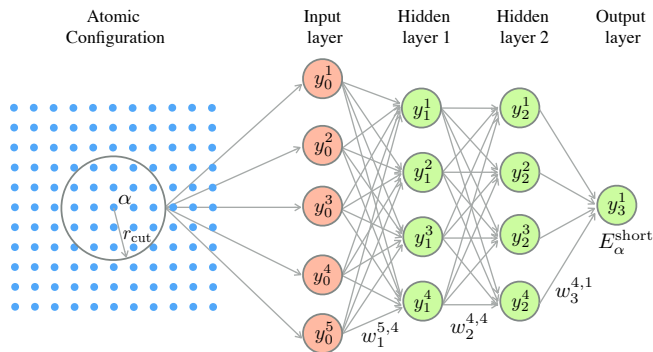 Atomic
Configuration
Input
layer
Hidden
layer 1
Hidden
layer 2
Output
layer
α
r_cut
y_0^1
y_0^2
y_0^3
y_0^4
y_0^5
y_1^1
y_1^2
y_1^3
y_1^4
y_2^1
y_2^2
y_2^3
y_2^4
y_3^1
E_α^short
w_1^{5,4}
w_2^{4,4}
w_3^{4,1}